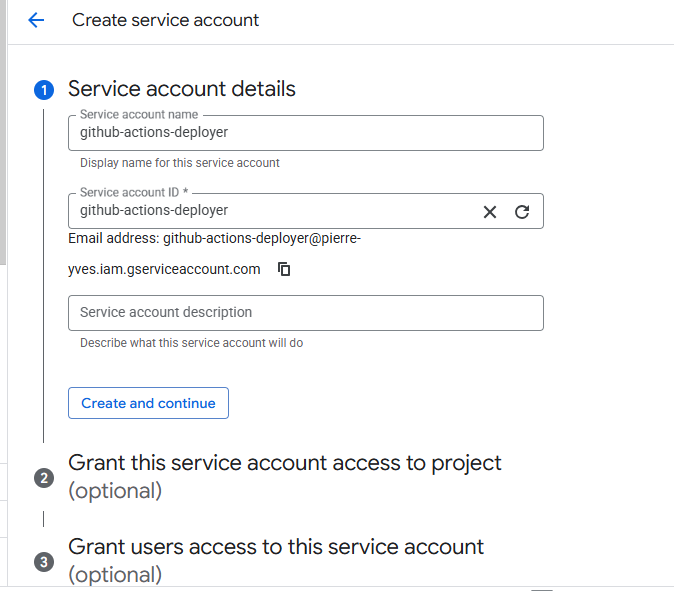 Create service account
1 Service account details
Service account name
github-actions-deployer
Display name for this service account
Service account ID *
github-actions-deployer
Email address: github-actions-deployer@pierre-
yves.iam.gserviceaccount.com
Service account description
Describe what this service account will do
Create and continue
2 Grant this service account access to project
(optional)
3 Grant users access to this service account
(optional)